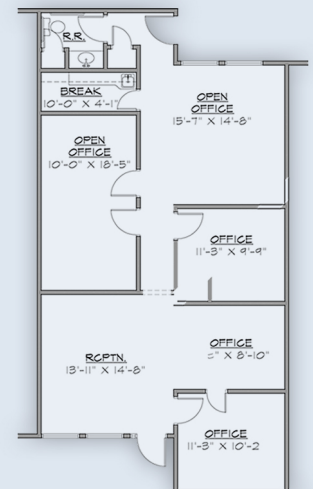 R.R.
BREAK
10'-0" X 4'-1"
OPEN
OFFICE
15'-7" X 14'-8"
OPEN
OFFICE
10'-0" X 18'-5"
OFFICE
11'-3" X 9'-9"
OFFICE
" X 8'-10"
RCPTN.
13'-11" X 14'-8"
OFFICE
11'-3" X 10'-2